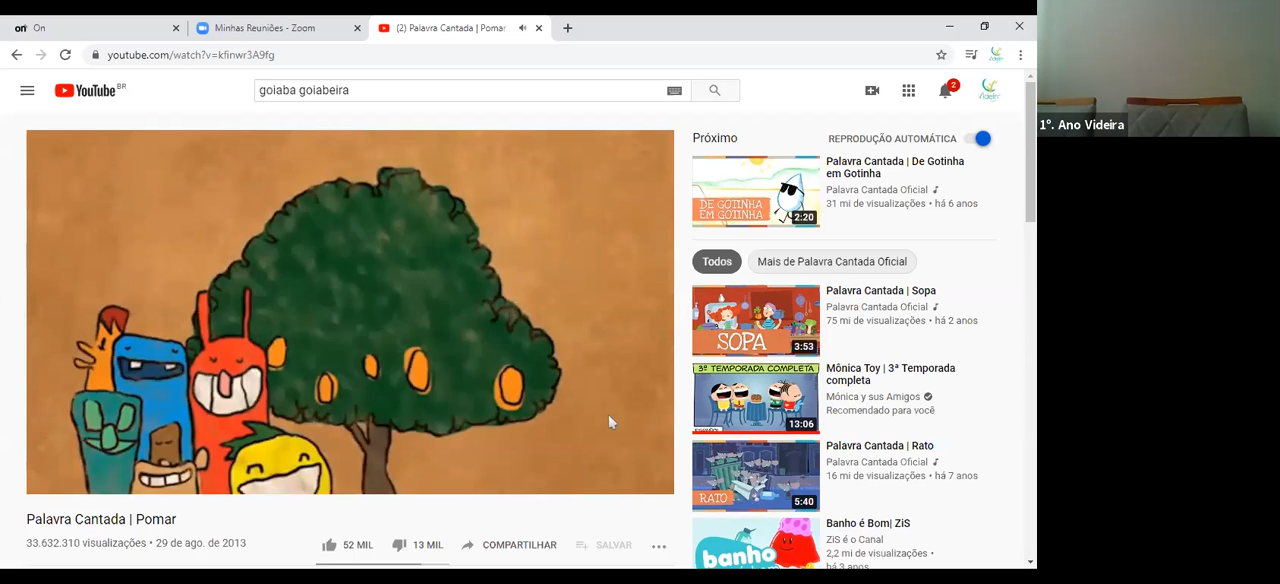 On
Minhas Reuniões - Zoom
(2) Palavra Cantada | Pomar
youtube.com/watch?v=kfinwr3A9fg
YouTube BR
goiaba goiabeira
2
Videira
1º. Ano Videira
Próximo
REPRODUÇÃO AUTOMÁTICA
DE GOTINHA
EM GOTINHA
2:20
Palavra Cantada | De Gotinha
em Gotinha
Palavra Cantada Oficial
31 mi de visualizações • há 6 anos
Todos
Mais de Palavra Cantada Oficial
SOPA
3:53
Palavra Cantada | Sopa
Palavra Cantada Oficial
75 mi de visualizações • há 2 anos
3ª TEMPORADA COMPLETA
13:06
Mônica Toy | 3ª Temporada
completa
Mónica y sus Amigos
Recomendado para você
RATO
5:40
Palavra Cantada | Rato
Palavra Cantada Oficial
16 mi de visualizações • há 7 anos
banho
Banho é Bom| ZiS
ZiS é o Canal
2,2 mi de visualizações •
há 3 anos
Palavra Cantada | Pomar
33.632.310 visualizações • 29 de ago. de 2013
52 MIL
13 MIL
COMPARTILHAR
SALVAR